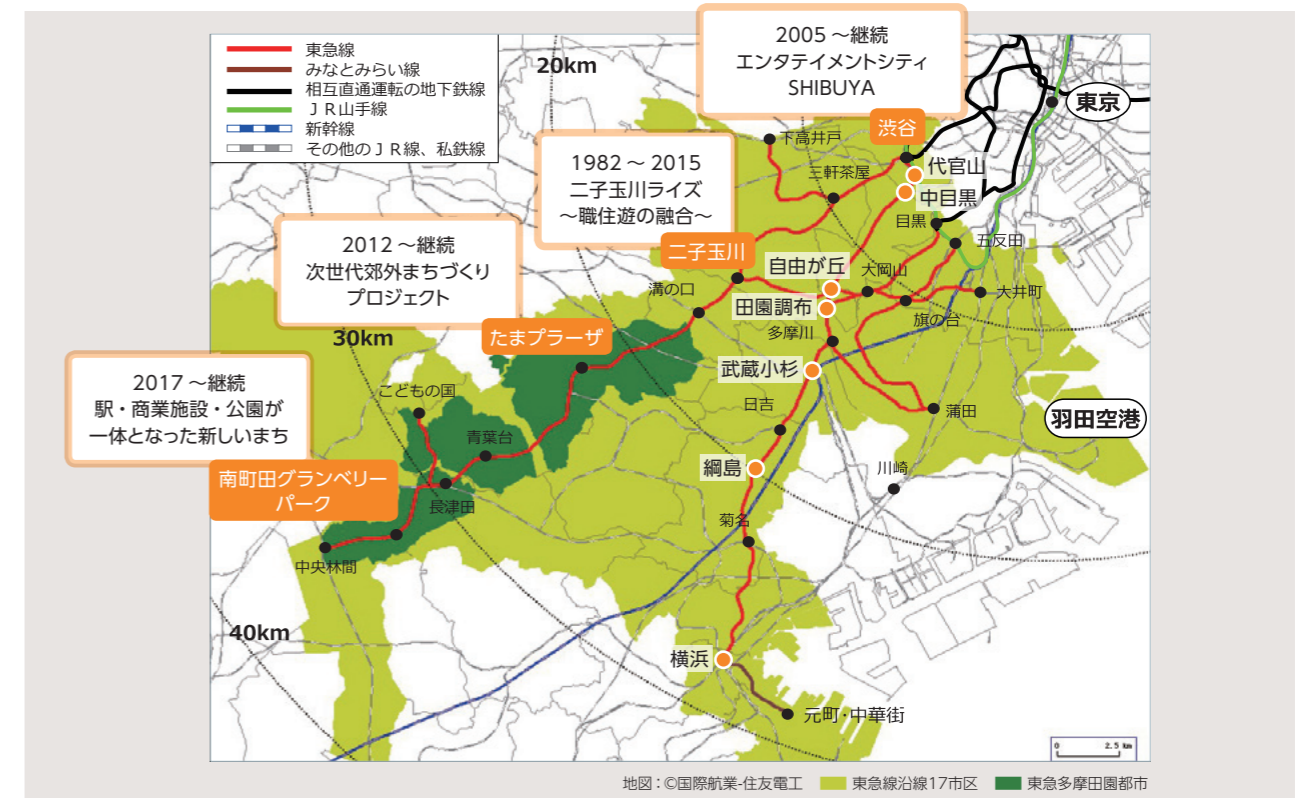 東急線
みなとみらい線
相互直通運転の地下鉄線
ＪＲ山手線
新幹線
その他のＪＲ線、私鉄線
20km
2005～継続
エンタテイメントシティ
SHIBUYA
東京
渋谷
下高井戸
1982～2015
二子玉川ライズ
～職住遊の融合～
三軒茶屋
代官山
中目黒
目黒
五反田
2012～継続
次世代郊外まちづくり
プロジェクト
二子玉川
自由が丘
大岡山
溝の口
大井町
田園調布
旗の台
多摩川
30km
たまプラーザ
武蔵小杉
2017～継続
駅・商業施設・公園が
一体となった新しいまち
こどもの国
日吉
蒲田
羽田空港
青葉台
綱島
川崎
南町田グランベリー
パーク
長津田
菊名
中央林間
40km
横浜
元町・中華街
0 2.5 km
地図：©国際航業-住友電工 東急線沿線17市区 東急多摩田園都市